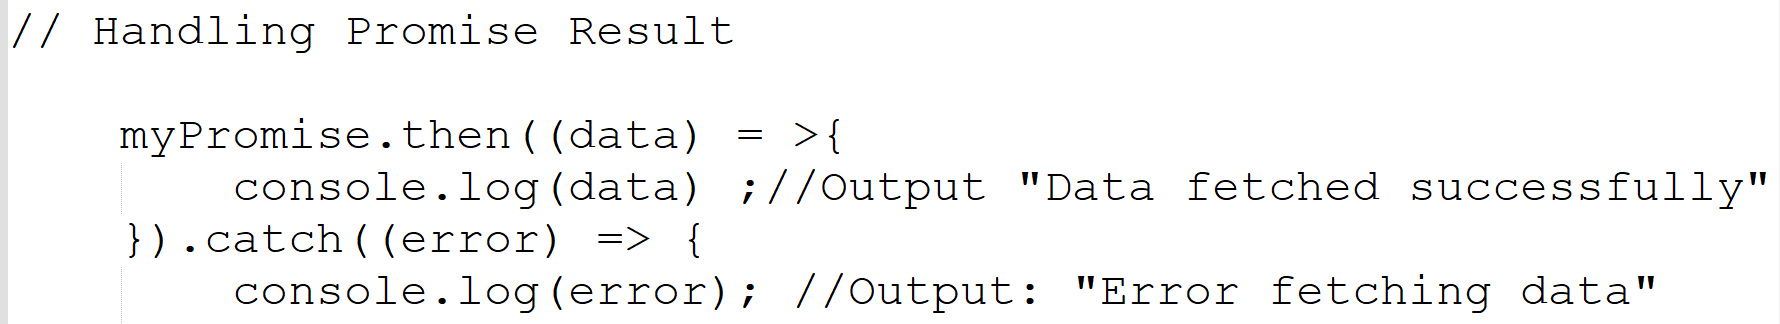 // Handling Promise Result
myPromise.then((data) = >{
console.log(data) ;//Output "Data fetched successfully"
}).catch((error) => {
console.log(error); //Output: "Error fetching data"